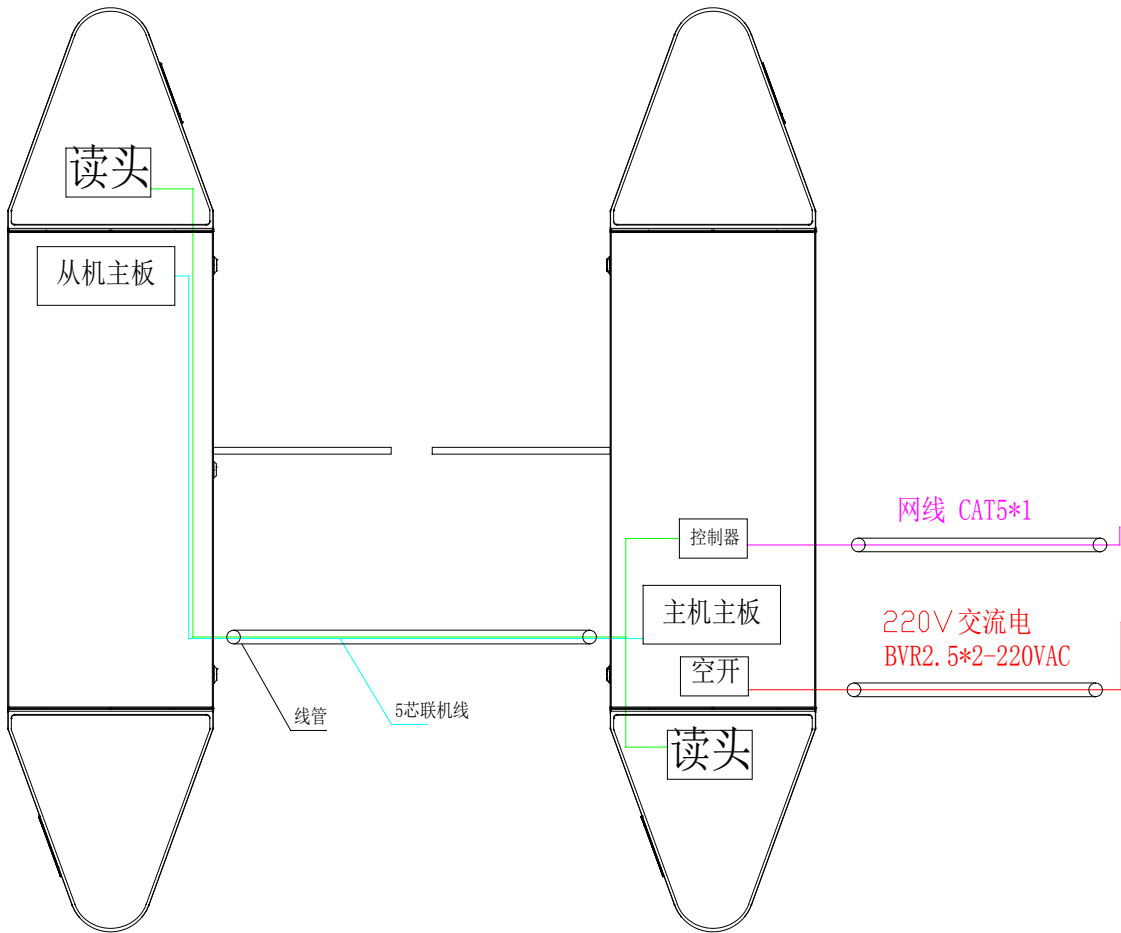 读头
从机主板
网线 CAT5*1
控制器
主机主板
220V交流电
BVR2.5*2-220VAC
空开
线管
5芯联机线
读头